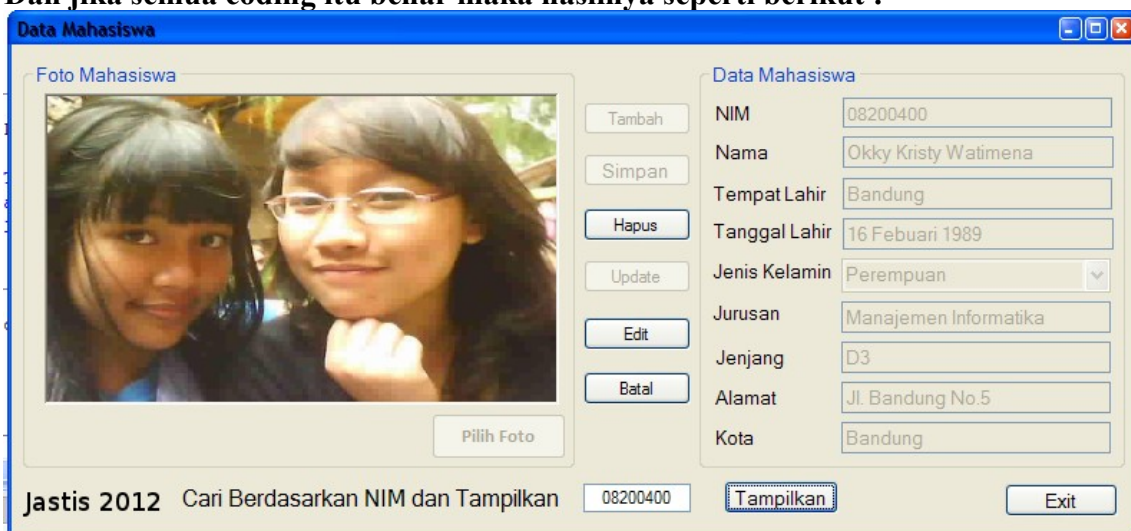 Dan jika semua coding itu benar maka hasilnya seperti berikut :
Data Mahasiswa
Foto Mahasiswa
Pilih Foto
Tambah
Simpan
Hapus
Update
Edit
Batal
Data Mahasiswa
NIM 08200400
Nama Okky Kristy Watimena
Tempat Lahir Bandung
Tanggal Lahir 16 Febuari 1989
Jenis Kelamin Perempuan
Jurusan Manajemen Informatika
Jenjang D3
Alamat Jl. Bandung No.5
Kota Bandung
Jastis 2012 Cari Berdasarkan NIM dan Tampilkan 08200400 Tampilkan Exit